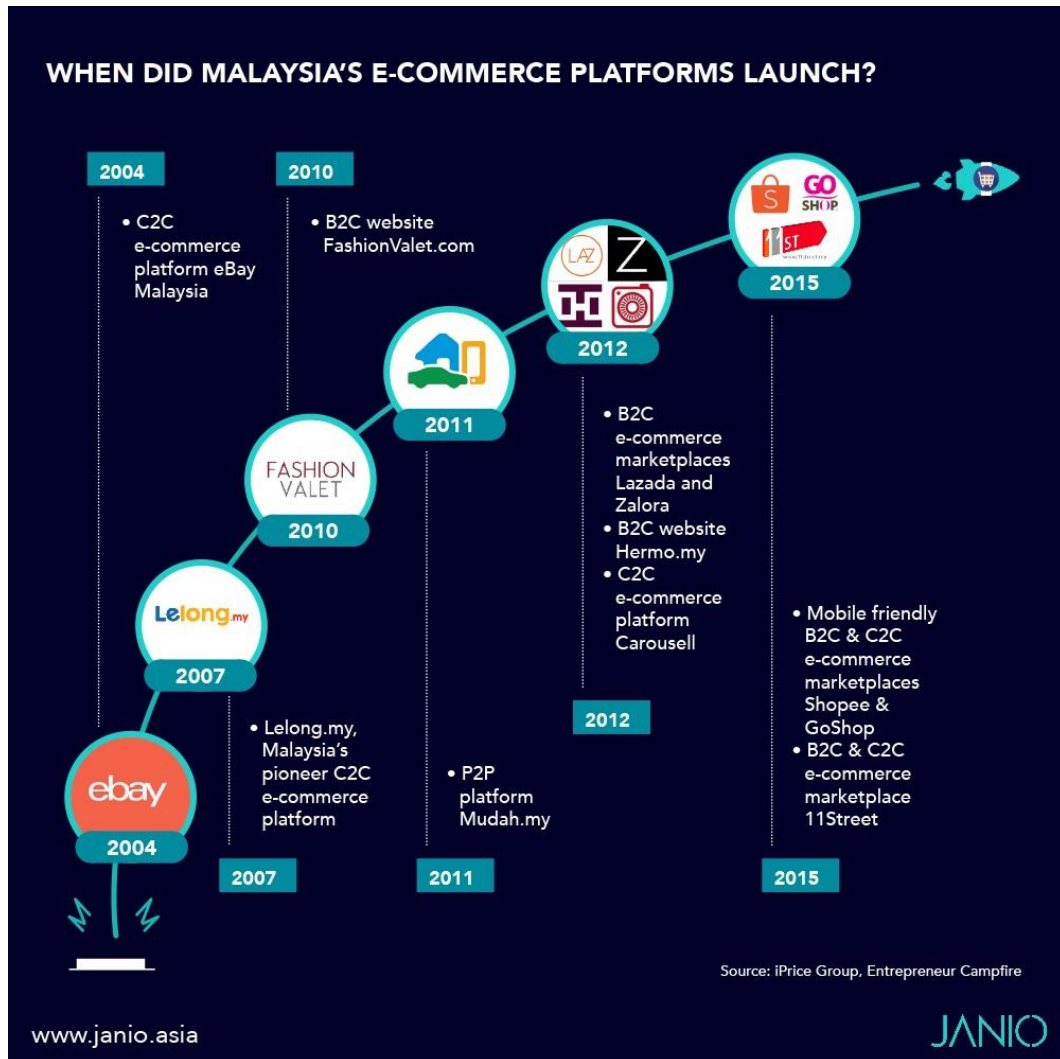 WHEN DID MALAYSIA'S E-COMMERCE PLATFORMS LAUNCH?
2004
• C2C
e-commerce
platform eBay
Malaysia
2010
• B2C website
FashionValet.com
S
GO
SHOP
11ST
2015
LAZ
Z
H
2012
2011
FASHION
VALET
2010
Lelong.my
2007
ebay
2004
• Lelong.my,
Malaysia's
pioneer C2C
e-commerce
platform
2007
• P2P
platform
Mudah.my
2011
• B2C
e-commerce
marketplaces
Lazada and
Zalora
• B2C website
Hermo.my
• C2C
e-commerce
platform
Carousell
2012
• Mobile friendly
B2C & C2C
e-commerce
marketplaces
Shopee &
GoShop
• B2C & C2C
e-commerce
marketplace
11Street
2015
Source: iPrice Group, Entrepreneur Campfire
www.janio.asia
JANIO